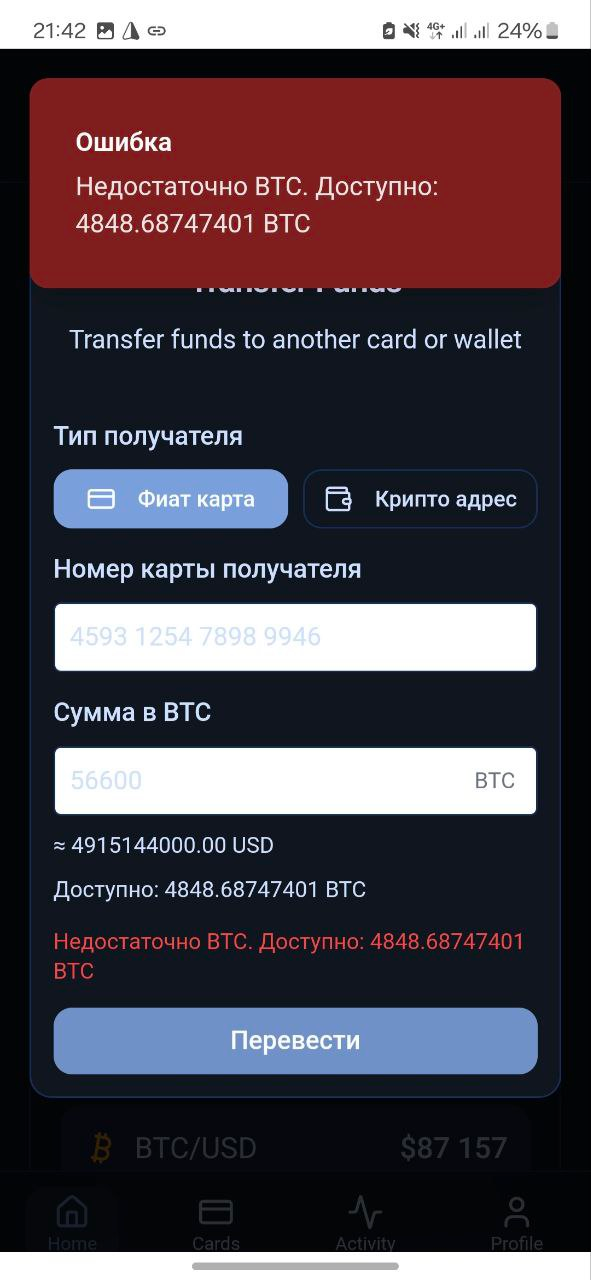 21:42
4G+
24%
Ошибка
Недостаточно BTC. Доступно:
4848.68747401 BTC
Transfer Funds
Transfer funds to another card or wallet
Тип получателя
Фиат карта
Крипто адрес
Номер карты получателя
4593 1254 7898 9946
Сумма в BTC
56600
BTC
≈ 4915144000.00 USD
Доступно: 4848.68747401 BTC
Недостаточно BTC. Доступно: 4848.68747401
BTC
Перевести
BTC/USD
$87 157
Home
Cards
Activity
Profile